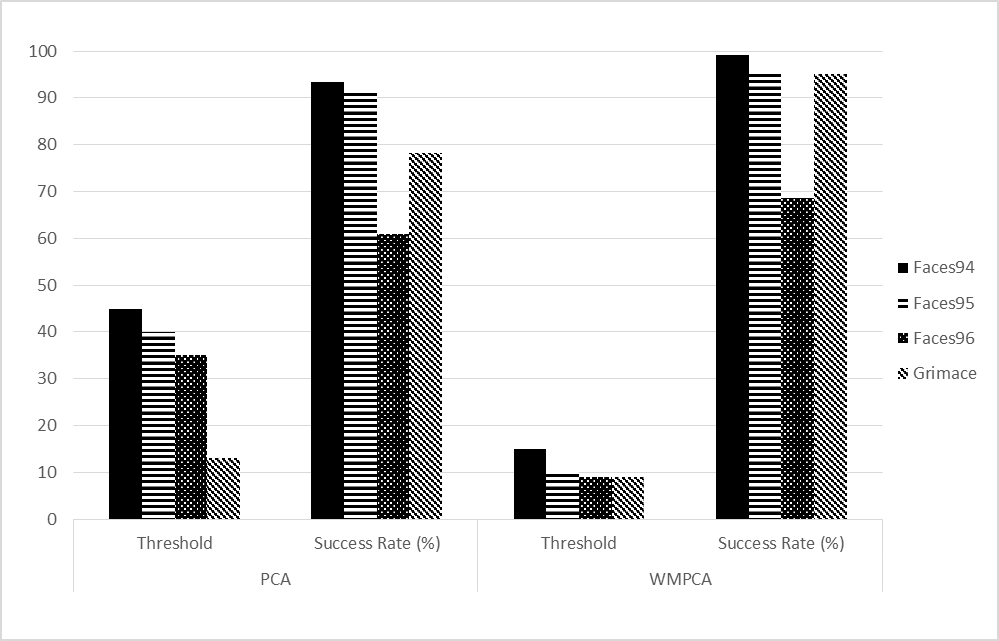 100
90
80
70
60
50
40
30
20
10
0
Threshold
Success Rate (%)
Threshold
Success Rate (%)
PCA
WMPCA
Faces94
Faces95
Faces96
Grimace